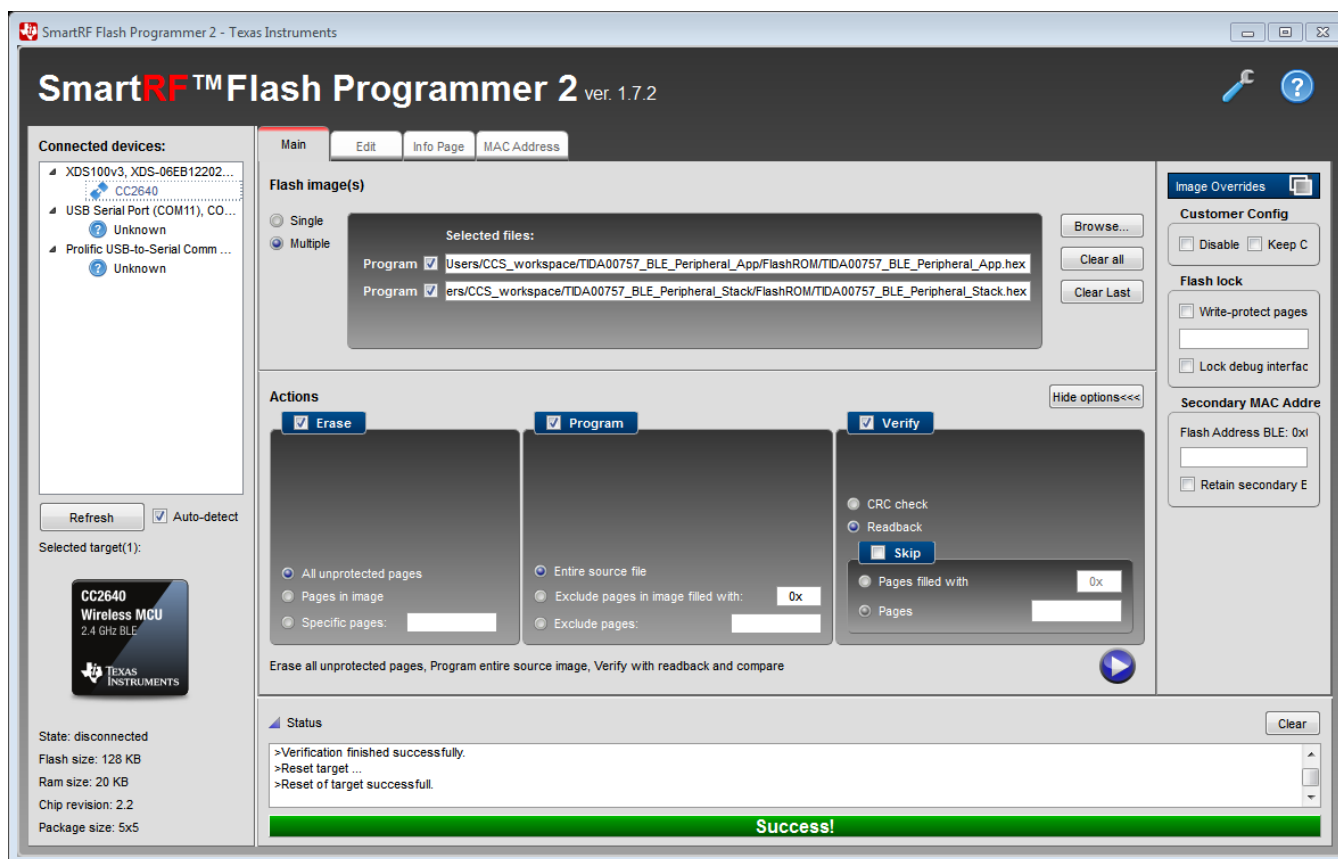 SmartRF Flash Programmer 2 - Texas Instruments
SmartRF™Flash Programmer 2 ver. 1.7.2
Connected devices:
XDS100v3, XDS-06EB12202...
CC2640
USB Serial Port (COM11), CO...
Unknown
Prolific USB-to-Serial Comm ...
Unknown
Refresh
Auto-detect
Selected target(1):
CC2640
Wireless MCU
2.4 GHz BLE
TEXAS
INSTRUMENTS
State: disconnected
Flash size: 128 KB
Ram size: 20 KB
Chip revision: 2.2
Package size: 5x5
Main
Edit
Info Page
MAC Address
Flash image(s)
Single
Multiple
Selected files:
Program Users/CCS_workspace/TIDA00757_BLE_Peripheral_App/FlashROM/TIDA00757_BLE_Peripheral_App.hex
Program ers/CCS_workspace/TIDA00757_BLE_Peripheral_Stack/FlashROM/TIDA00757_BLE_Peripheral_Stack.hex
Browse...
Clear all
Clear Last
Actions
Hide options<<<
Erase
All unprotected pages
Pages in image
Specific pages:
Program
Entire source file
Exclude pages in image filled with: 0x
Exclude pages:
Verify
CRC check
Readback
Skip
Pages filled with 0x
Pages
Erase all unprotected pages, Program entire source image, Verify with readback and compare
Status
Clear
>Verification finished successfully.
>Reset target ...
>Reset of target successfull.
Success!
Image Overrides
Customer Config
Disable Keep C
Flash lock
Write-protect pages
Lock debug interfac
Secondary MAC Addre
Flash Address BLE: 0x
Retain secondary E